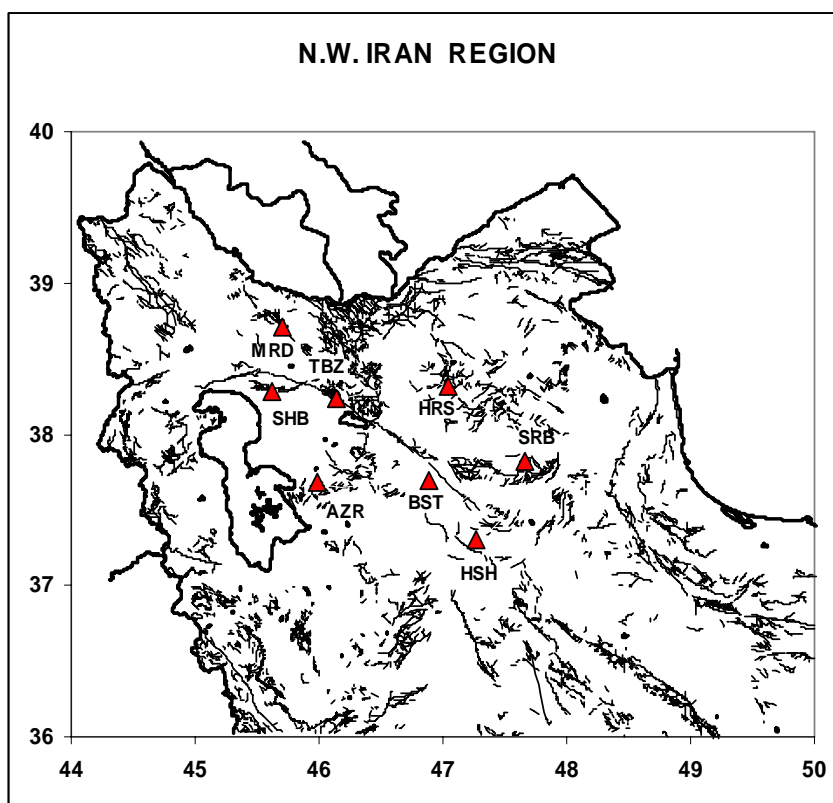 N.W. IRAN REGION
40
39
MRD
TBZ
SHB
HRS
38
SRB
AZR
BST
HSH
37
36
44 45 46 47 48 49 50